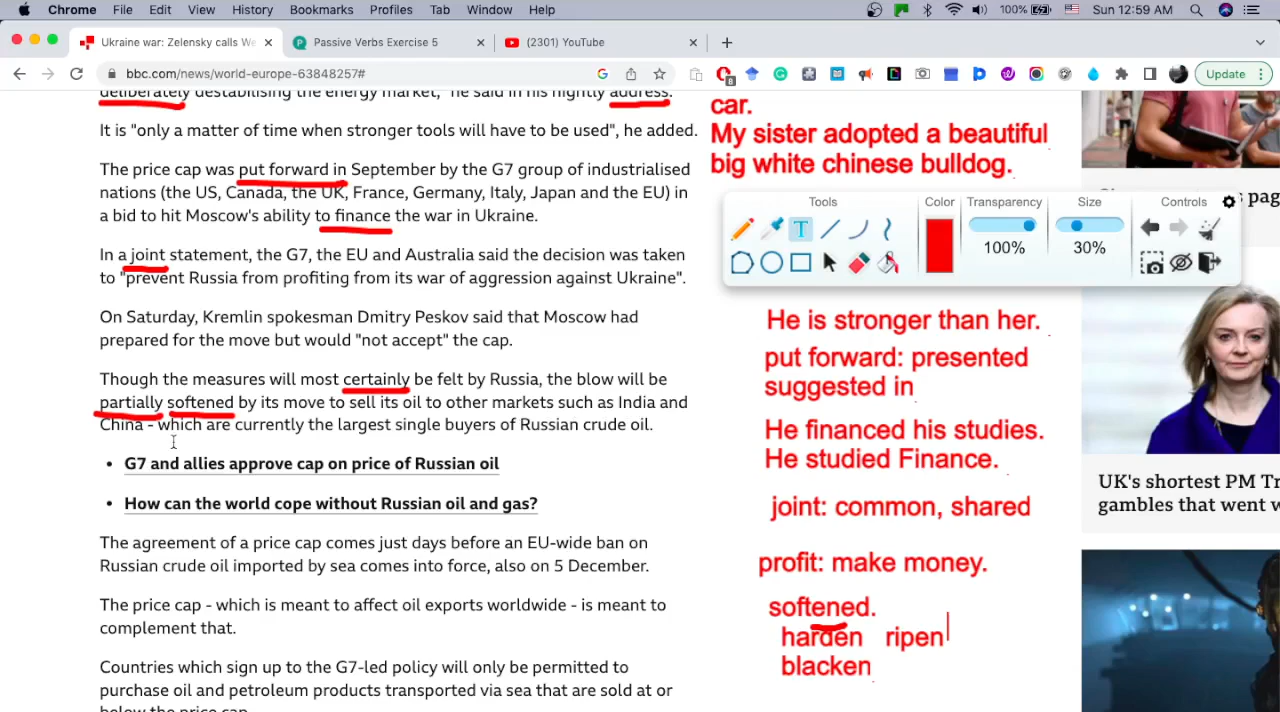 Chrome File Edit View History Bookmarks Profiles Tab Window Help 100% Sun 12:59 AM
Ukraine war: Zelensky calls We Passive Verbs Exercise 5 (2301) YouTube
bbc.com/news/world-europe-63848257# Update
deliberately destabilising the energy market," he said in his nightly address.
It is "only a matter of time when stronger tools will have to be used", he added.
The price cap was put forward in September by the G7 group of industrialised
nations (the US, Canada, the UK, France, Germany, Italy, Japan and the EU) in
a bid to hit Moscow's ability to finance the war in Ukraine.
In a joint statement, the G7, the EU and Australia said the decision was taken
to "prevent Russia from profiting from its war of aggression against Ukraine".
On Saturday, Kremlin spokesman Dmitry Peskov said that Moscow had
prepared for the move but would "not accept" the cap.
Though the measures will most certainly be felt by Russia, the blow will be
partially softened by its move to sell its oil to other markets such as India and
China - which are currently the largest single buyers of Russian crude oil.
• G7 and allies approve cap on price of Russian oil
• How can the world cope without Russian oil and gas?
The agreement of a price cap comes just days before an EU-wide ban on
Russian crude oil imported by sea comes into force, also on 5 December.
The price cap - which is meant to affect oil exports worldwide - is meant to
complement that.
Countries which sign up to the G7-led policy will only be permitted to
purchase oil and petroleum products transported via sea that are sold at or
below the price cap.
car.
My sister adopted a beautiful
big white chinese bulldog.
Tools Color Transparency Size Controls
T
100% 30%
He is stronger than her.
put forward: presented
suggested in
He financed his studies.
He studied Finance.
joint: common, shared
profit: make money.
softened.
harden ripen
blacken
pag
UK's shortest PM Tr
gambles that went w